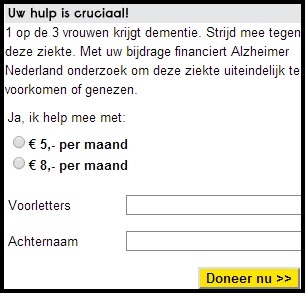 Uw hulp is cruciaal!
1 op de 3 vrouwen krijgt dementie. Strijd mee tegen
deze ziekte. Met uw bijdrage financiert Alzheimer
Nederland onderzoek om deze ziekte uiteindelijk te
voorkomen of genezen.
Ja, ik help mee met:
€ 5,- per maand
€ 8,- per maand
Voorletters
Achternaam
Doneer nu >>